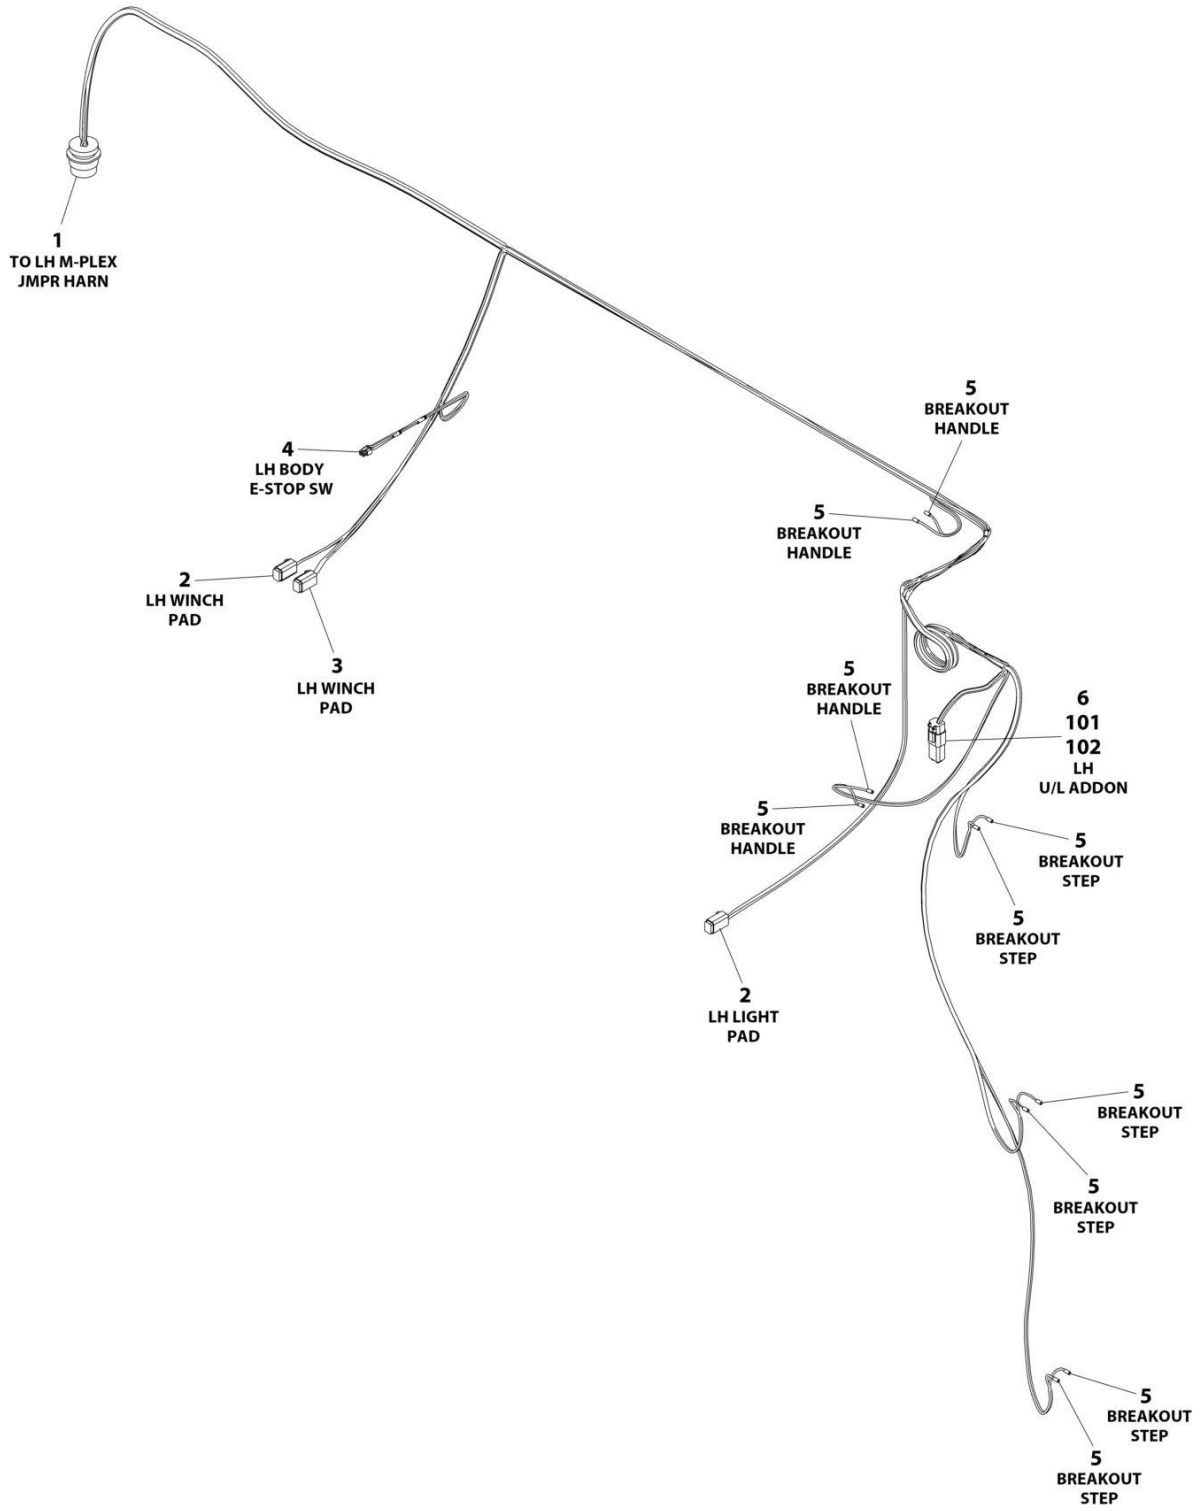 1
TO LH M-PLEX
JMPR HARN
5
BREAKOUT
HANDLE
4
LH BODY
E-STOP SW
5
BREAKOUT
HANDLE
2
LH WINCH
PAD
3
LH WINCH
PAD
5
BREAKOUT
HANDLE
6
101
102
LH
U/L ADDON
5
BREAKOUT
HANDLE
5
BREAKOUT
STEP
5
BREAKOUT
STEP
2
LH LIGHT
PAD
5
BREAKOUT
STEP
5
BREAKOUT
STEP
5
BREAKOUT
STEP
5
BREAKOUT
STEP